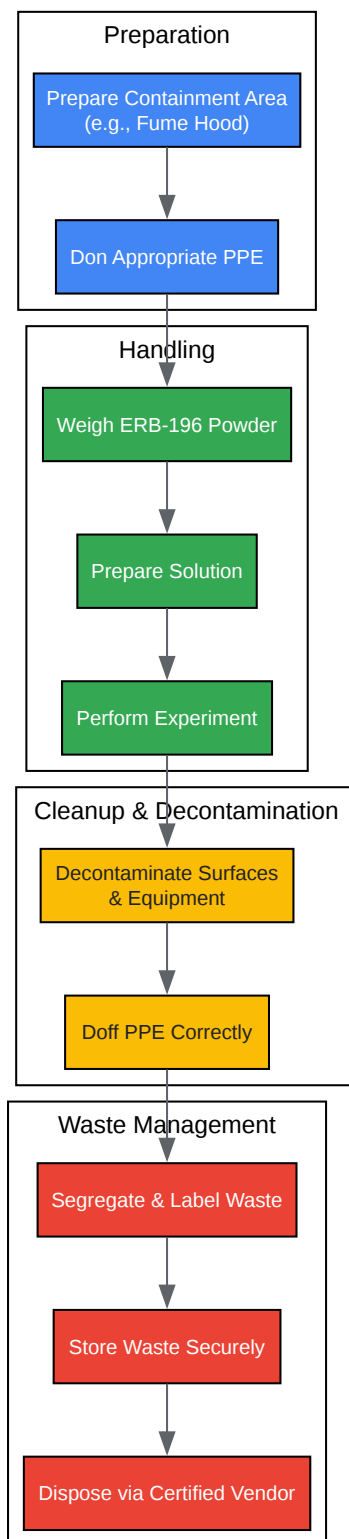 Preparation
Prepare Containment Area
(e.g., Fume Hood)
Don Appropriate PPE
Handling
Weigh ERB-196 Powder
Prepare Solution
Perform Experiment
Cleanup & Decontamination
Decontaminate Surfaces
& Equipment
Doff PPE Correctly
Waste Management
Segregate & Label Waste
Store Waste Securely
Dispose via Certified Vendor